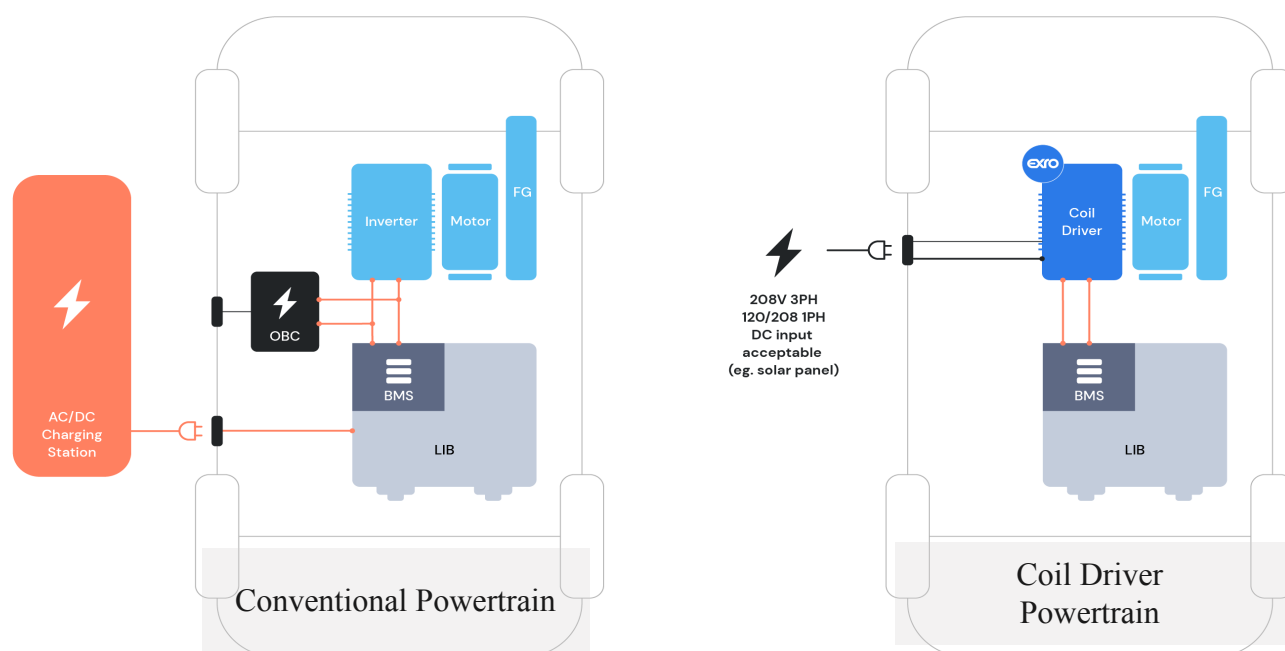 Inverter
Motor
FG
OBC
BMS
LIB
AC/DC
Charging
Station
Conventional Powertrain
exro
Coil
Driver
Motor
FG
208V 3PH
120/208 1PH
DC input
acceptable
(eg. solar panel)
BMS
LIB
Coil Driver
Powertrain